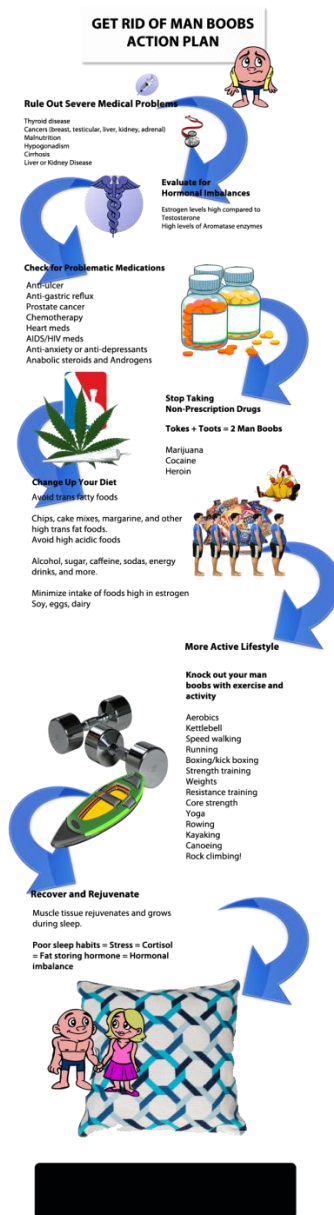 GET RID OF MAN BOOBS
ACTION PLAN
Rule Out Severe Medical Problems
Thyroid disease
Cancers (breast, testicular, liver, kidney, adrenal)
Malnutrition
Hypogonadism
Cirrhosis
Liver or Kidney Disease
Evaluate for
Hormonal Imbalances
Estrogen levels high compared to
Testosterone
High levels of Aromatase enzymes
Check for Problematic Medications
Anti-ulcer
Anti-gastric reflux
Prostate cancer
Chemotherapy
Heart meds
AIDS/HIV meds
Anti-anxiety or anti-depressants
Anabolic steroids and Androgens
Stop Taking
Non-Prescription Drugs
Tokes + Toots = 2 Man Boobs
Marijuana
Cocaine
Heroin
Change Up Your Diet
Avoid trans fatty foods
Chips, cake mixes, margarine, and other
high trans fat foods.
Avoid high acidic foods
Alcohol, sugar, caffeine, sodas, energy
drinks, and more.
Minimize intake of foods high in estrogen
Soy, eggs, dairy
More Active Lifestyle
Knock out your man
boobs with exercise and
activity
Aerobics
Kettlebell
Speed walking
Running
Boxing/kick boxing
Strength training
Weights
Resistance training
Core strength
Yoga
Rowing
Kayaking
Canoeing
Rock climbing!
Recover and Rejuvenate
Muscle tissue rejuvenates and grows
during sleep.
Poor sleep habits = Stress = Cortisol
= Fat storing hormone = Hormonal
imbalance